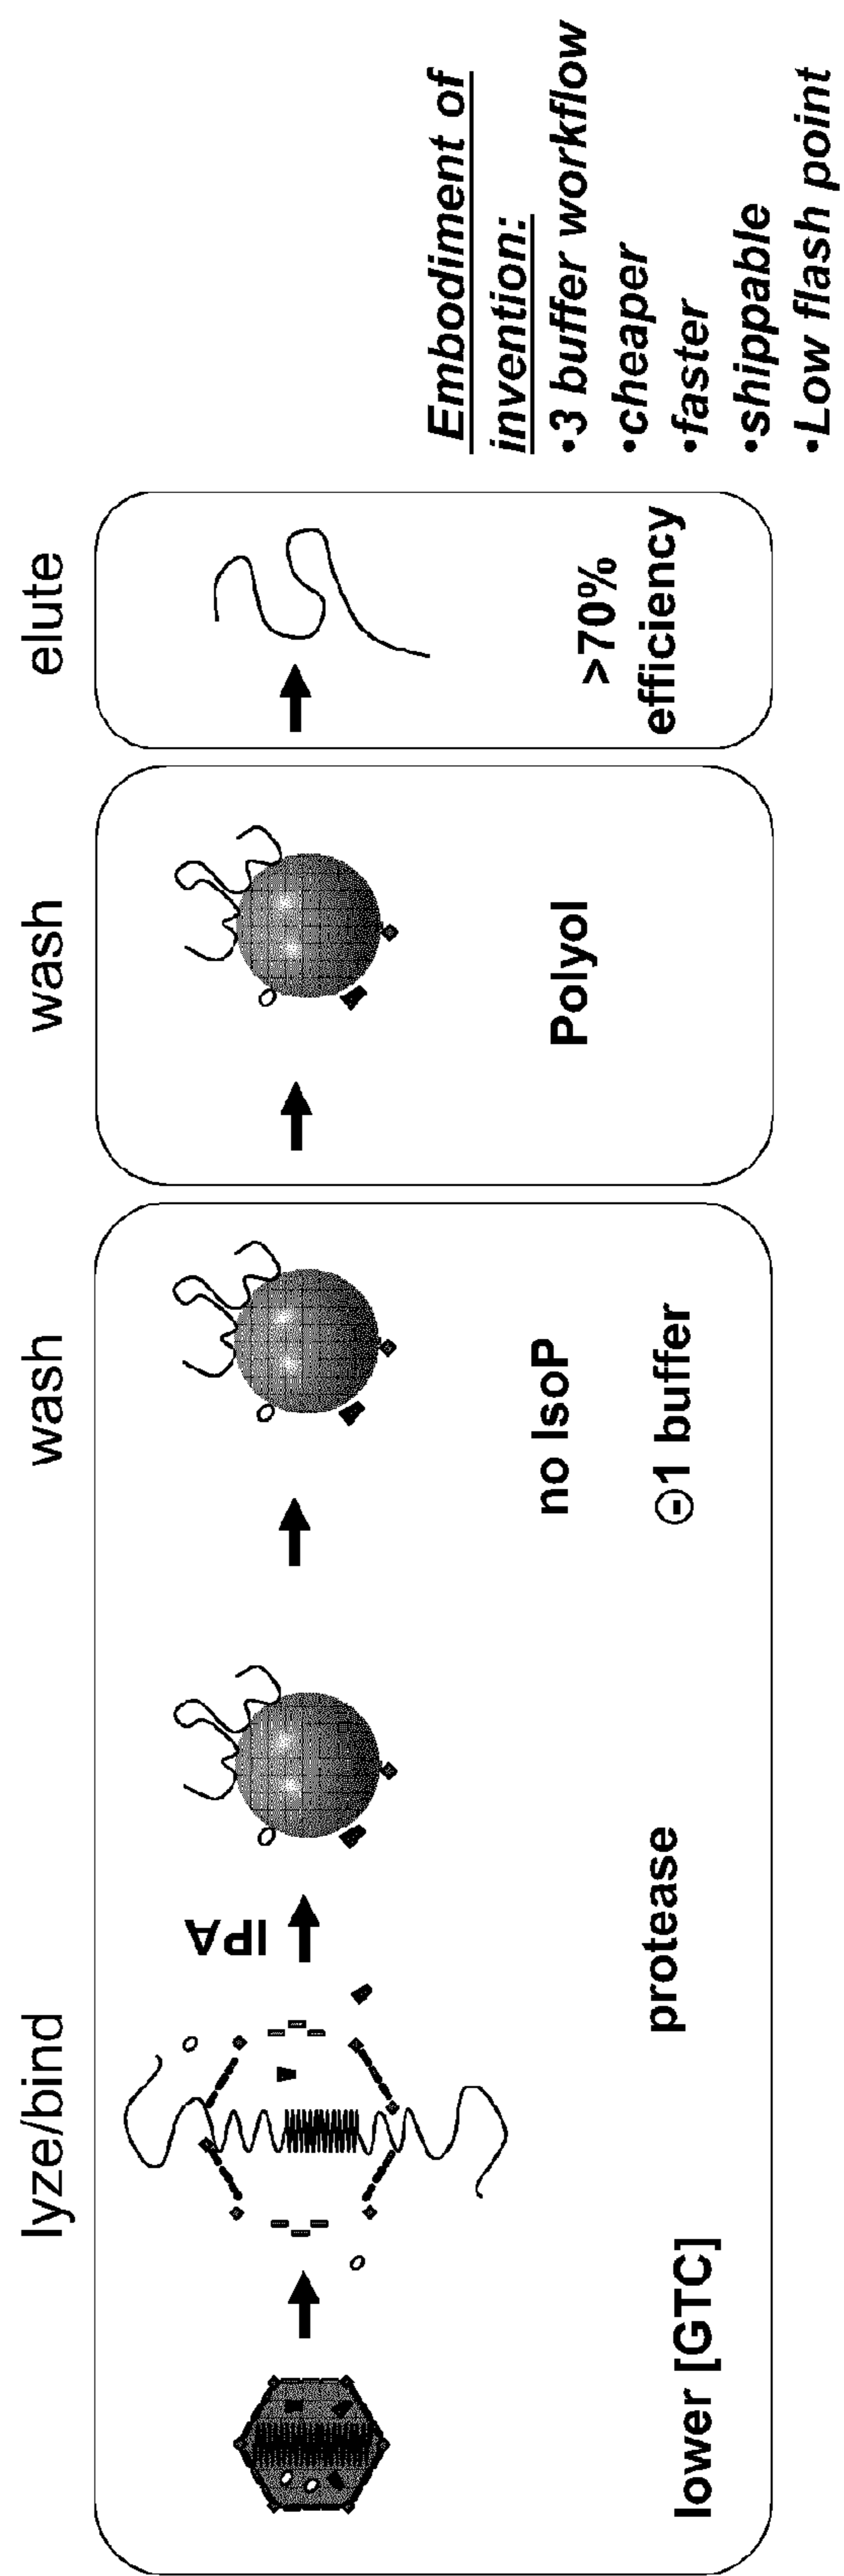 lyze/bind
wash
wash
elute
IPA
lower [GTC]
protease
no IsoP
⊖1 buffer
Polyol
>70%
efficiency
Embodiment of
invention:
•3 buffer workflow
•cheaper
•faster
•shippable
•Low flash point